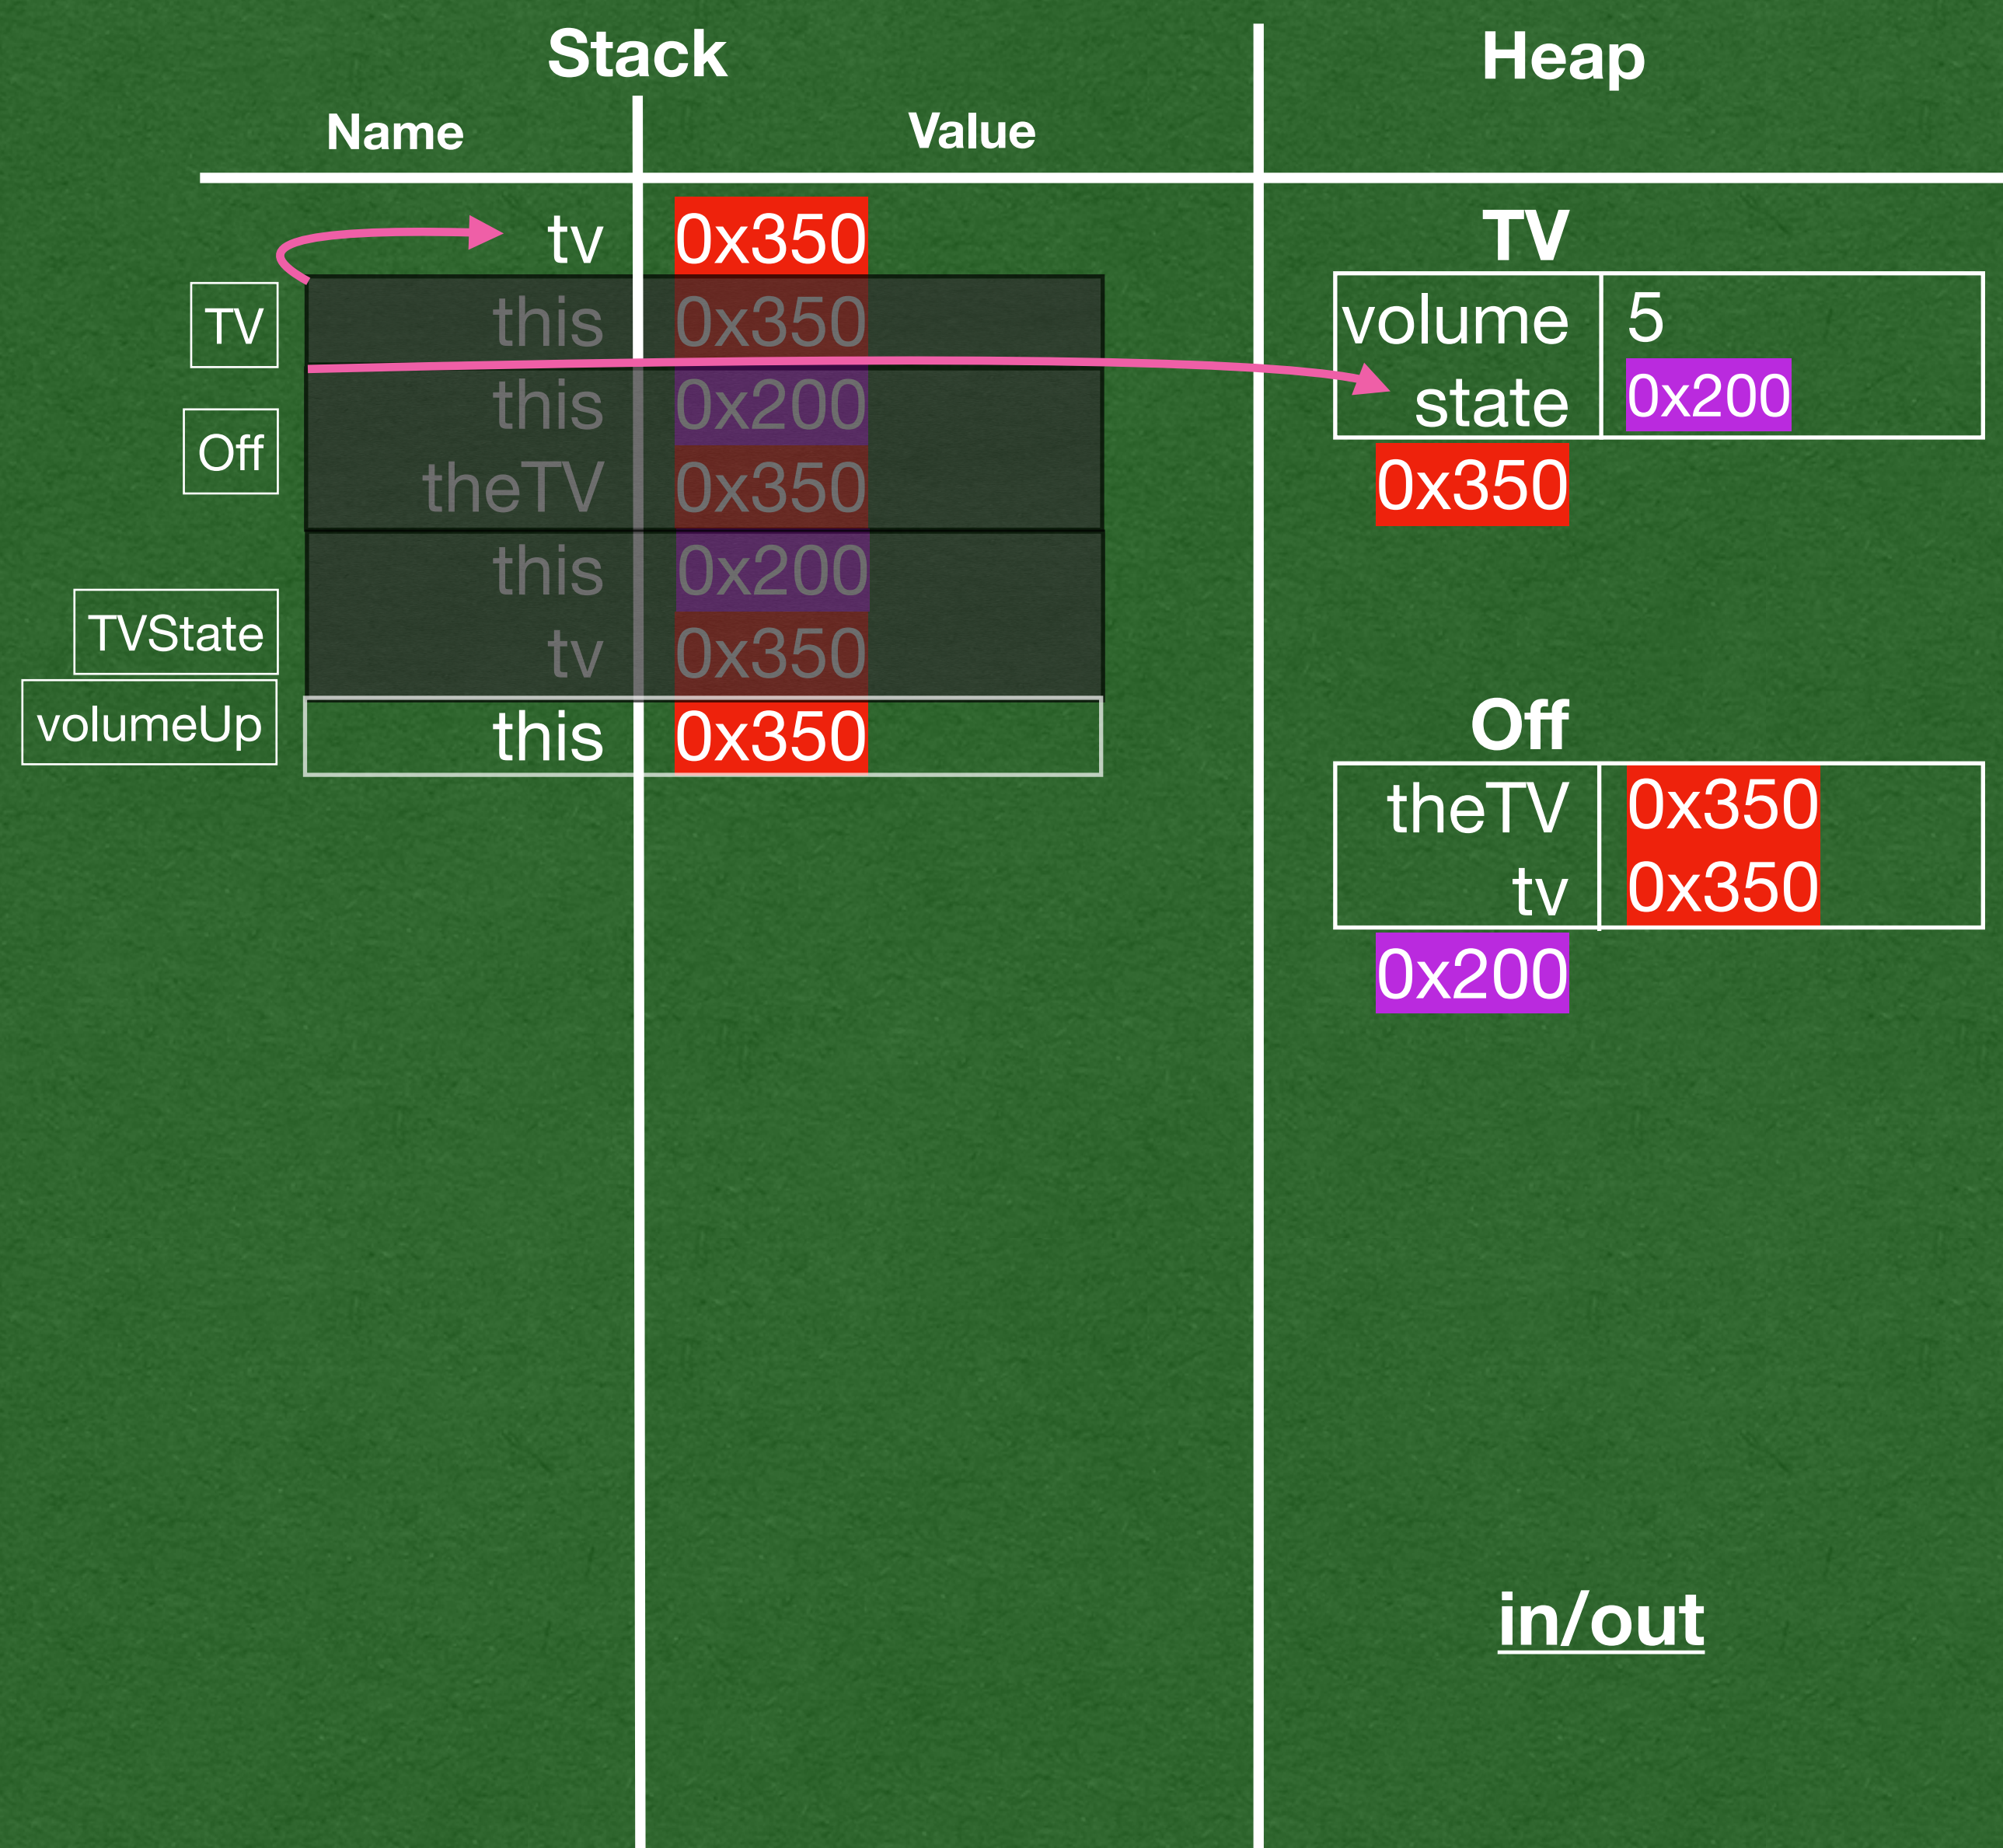 Stack
Heap
Name
Value
tv 0x350
TV
TV
this 0x350
volume 5
this 0x200
state 0x200
Off
theTV 0x350
0x350
this 0x200
TVState
tv 0x350
volumeUp
this 0x350
Off
theTV 0x350
tv 0x350
0x200
in/out